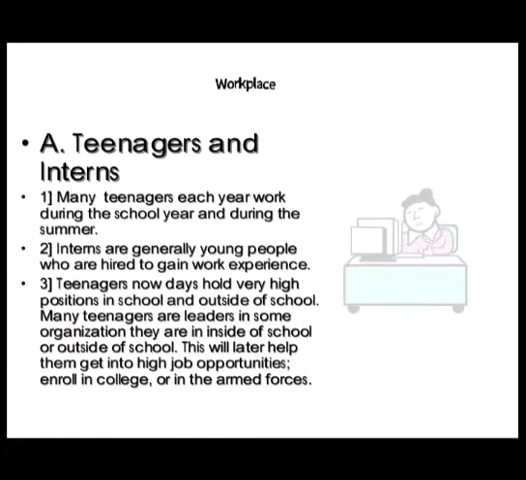 Workplace
• A. Teenagers and
Interns
• 1] Many teenagers each year work
during the school year and during the
summer.
• 2] Interns are generally young people
who are hired to gain work experience.
• 3] Teenagers now days hold very high
positions in school and outside of school.
Many teenagers are leaders in some
organization they are in inside of school
or outside of school. This will later help
them get into high job opportunities;
enroll in college, or in the armed forces.